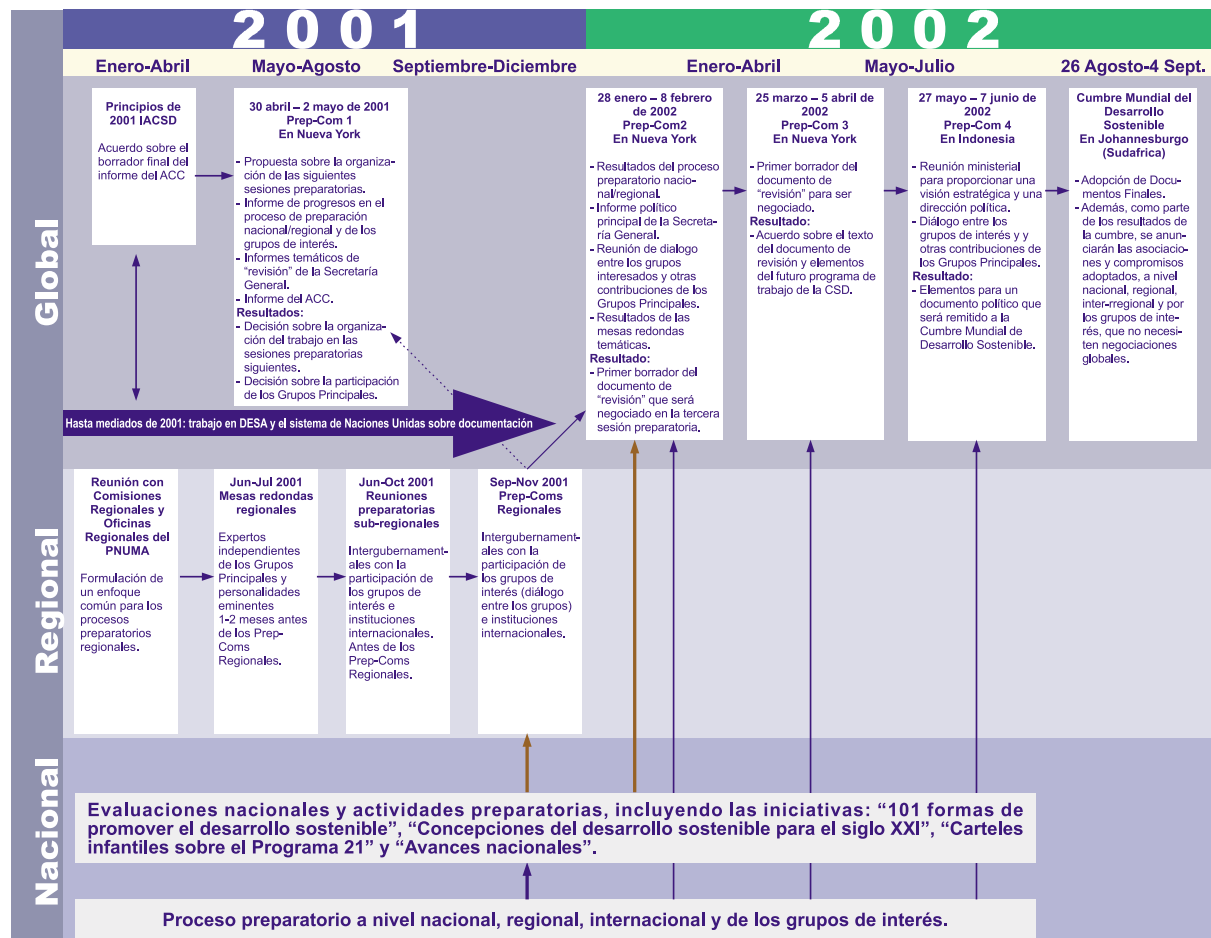 2001
2002
Enero-Abril
Mayo-Agosto
Septiembre-Diciembre
Enero-Abril
Mayo-Julio
26 Agosto-4 Sept.
Global
Principios de
2001 IACSD
Acuerdo sobre el
borrador final del
informe del ACC
30 abril – 2 mayo de 2001
Prep-Com 1
En Nueva York
- Propuesta sobre la organiza-
ción de las siguientes
sesiones preparatorias.
- Informe de progresos en el
proceso de preparación
nacional/regional y de los
grupos de interés.
- Informes temáticos de
“revisión” de la Secretaría
General.
- Informe del ACC.
Resultados:
- Decisión sobre la organiza-
ción del trabajo en las
sesiones preparatorias
siguientes.
- Decisión sobre la participación
de los Grupos Principales.
28 enero – 8 febrero
de 2002
Prep-Com2
En Nueva York
- Resultados del proceso
preparatorio nacio-
nal/regional.
- Informe político
principal de la Secreta-
ría General.
- Reunión de dialogo
entre los grupos
interesados y otras
contribuciones de los
Grupos Principales.
- Resultados de las
mesas redondas
temáticas.
Resultado:
- Primer borrador del
documento de
“revisión” que será
negociado en la tercera
sesión preparatoria.
25 marzo – 5 abril de
2002
Prep-Com 3
En Nueva York
- Primer borrador del
documento de
“revisión” para ser
negociado.
Resultado:
- Acuerdo sobre el texto
del documento de
revisión y elementos
del futuro programa de
trabajo de la CSD.
27 mayo – 7 junio de
2002
Prep-Com 4
En Indonesia
- Reunión ministerial
para proporcionar una
visión estratégica y una
dirección política.
- Diálogo entre los
grupos de interés y y
otras contribuciones de
los Grupos Principales.
Resultado:
- Elementos para un
documento político que
será remitido a la
Cumbre Mundial de
Desarrollo Sostenible.
Cumbre Mundial del
Desarrollo
Sostenible
En Johannesburgo
(Sudafrica)
- Adopción de Docu-
mentos Finales.
- Además, como parte
de los resultados de
la cumbre, se anun-
ciarán las asociacio-
nes y compromisos
adoptados, a nivel
nacional, regional,
inter-rregional y por
los grupos de inte-
rés, que no necesi-
ten negociaciones
globales.
Hasta mediados de 2001: trabajo en DESA y el sistema de Naciones Unidas sobre documentación
Regional
Reunión con
Comisiones
Regionales y
Oficinas
Regionales del
PNUMA
Formulación de
un enfoque
común para los
procesos
preparatorios
regionales.
Jun-Jul 2001
Mesas redondas
regionales
Expertos
independientes
de los Grupos
Principales y
personalidades
eminentes
1-2 meses antes
de los Prep-
Coms
Regionales.
Jun-Oct 2001
Reuniones
preparatorias
sub-regionales
Intergubernament-
ales con la
participación de
los grupos de
interés e
instituciones
internacionales.
Antes de los
Prep-Coms
Regionales.
Sep-Nov 2001
Prep-Coms
Regionales
Intergubernament-
ales con la
participación de
los grupos de
interés (diálogo
entre los grupos)
e instituciones
internacionales.
Nacional
Evaluaciones nacionales y actividades preparatorias, incluyendo las iniciativas: “101 formas de
promover el desarrollo sostenible”, “Concepciones del desarrollo sostenible para el siglo XXI”, “Carteles
infantiles sobre el Programa 21” y “Avances nacionales”.
Proceso preparatorio a nivel nacional, regional, internacional y de los grupos de interés.